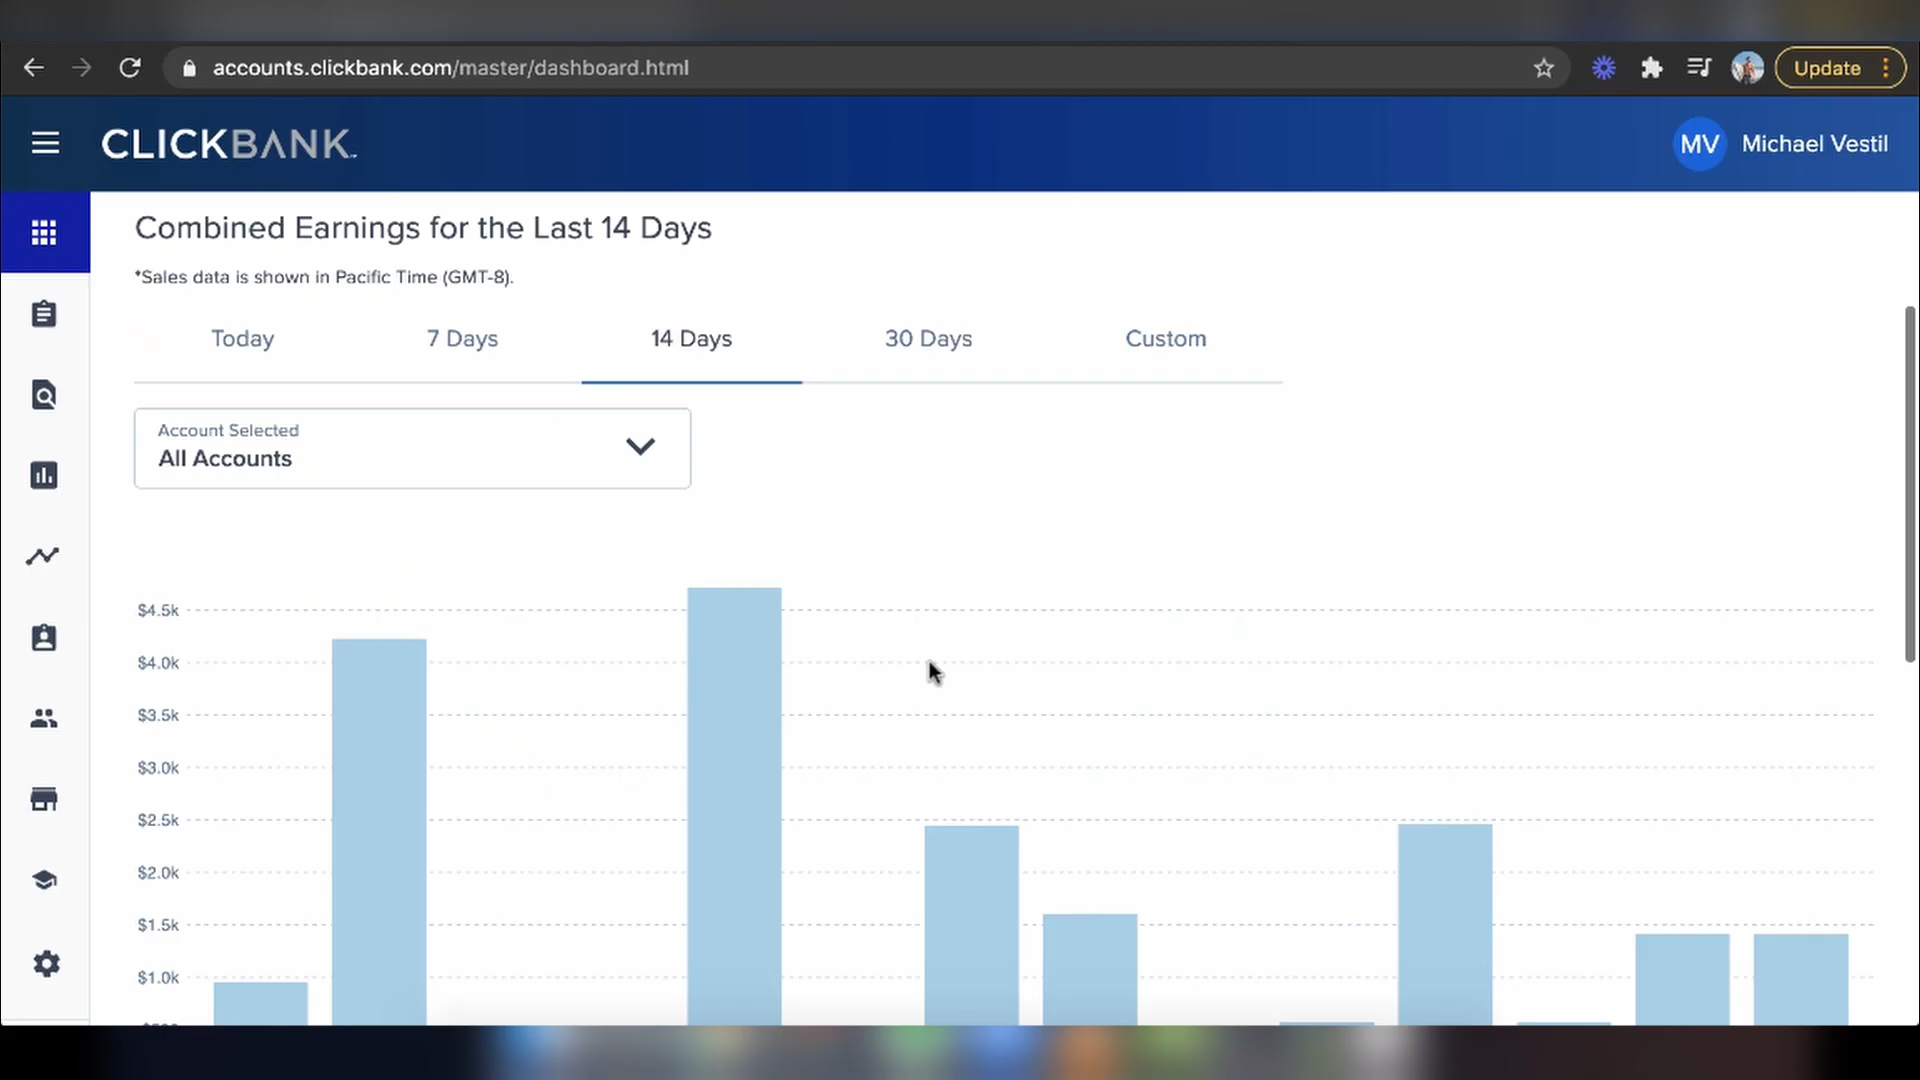 accounts.clickbank.com/master/dashboard.html
Update
CLICKBANK
MV Michael Vestil
Combined Earnings for the Last 14 Days
*Sales data is shown in Pacific Time (GMT-8).
Today 7 Days 14 Days 30 Days Custom
Account Selected
All Accounts
$4.5k
$4.0k
$3.5k
$3.0k
$2.5k
$2.0k
$1.5k
$1.0k